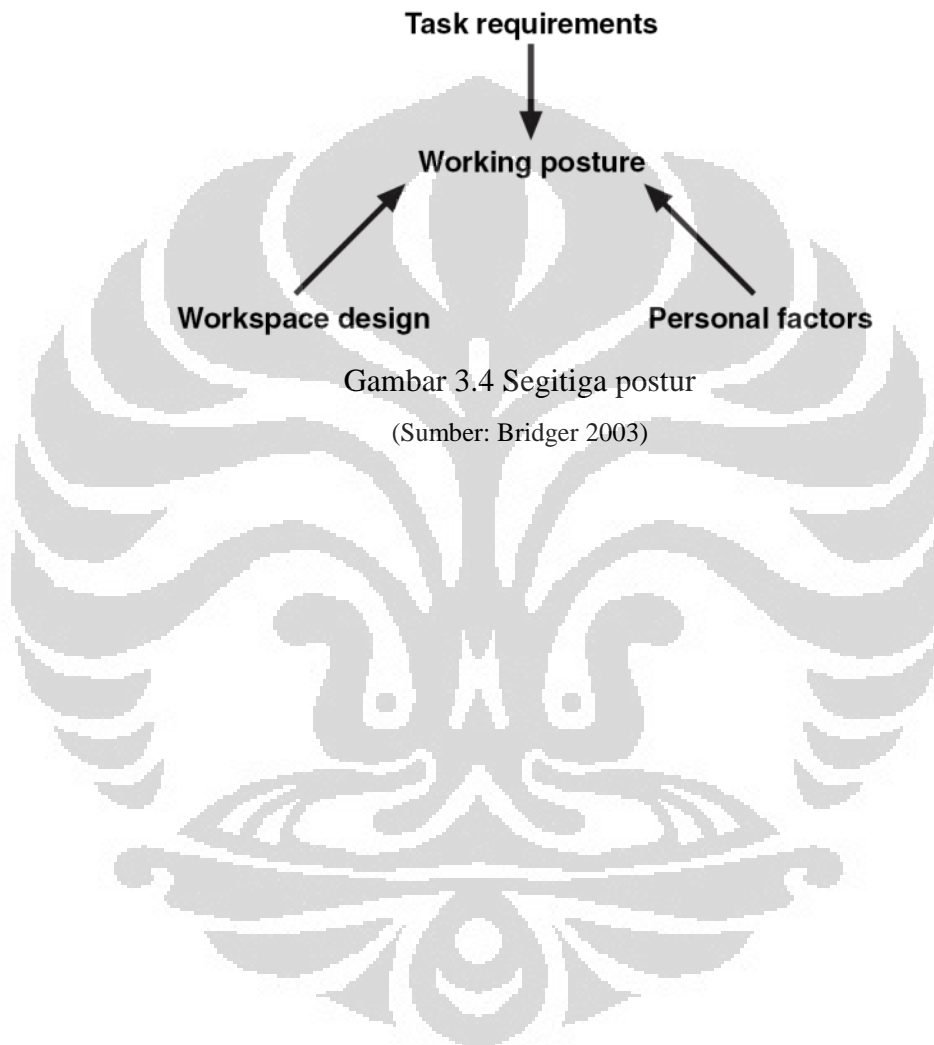 Task requirements
Working posture
Workspace design
Personal factors
Gambar 3.4 Segitiga postur
(Sumber: Bridger 2003)